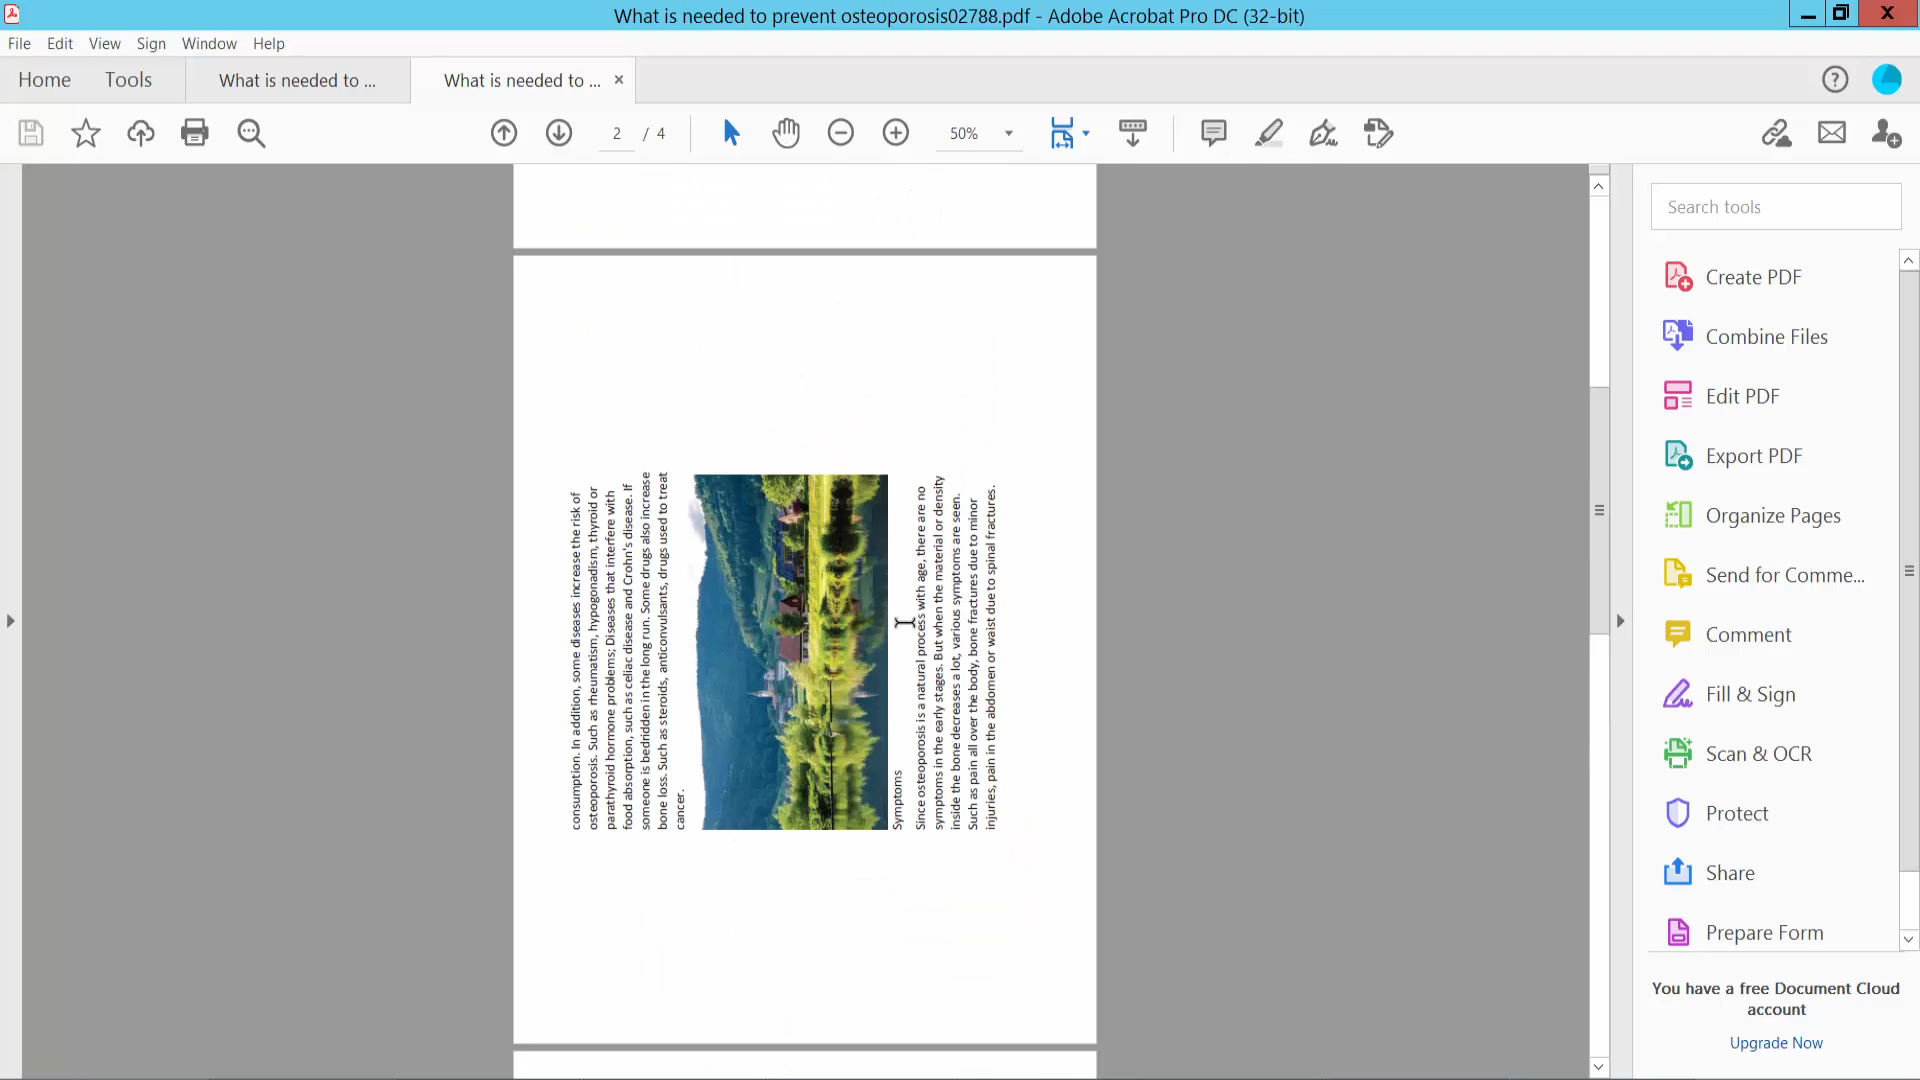 What is needed to prevent osteoporosis02788.pdf - Adobe Acrobat Pro DC (32-bit)
File Edit View Sign Window Help
Home Tools What is needed to ... What is needed to ... ×
2 / 4 50%
consumption. In addition, some diseases increase the risk of
osteoporosis. Such as rheumatism, hypogonadism, thyroid or
parathyroid hormone problems; Diseases that interfere with
food absorption, such as celiac disease and Crohn's disease. If
someone is bedridden in the long run. Some drugs also increase
bone loss. Such as steroids, anticonvulsants, drugs used to treat
cancer.
Symptoms
Since osteoporosis is a natural process with age, there are no
symptoms in the early stages. But when the material or density
inside the bone decreases a lot, various symptoms are seen.
Such as pain all over the body, bone fractures due to minor
injuries, pain in the abdomen or waist due to spinal fractures.
Search tools
Create PDF
Combine Files
Edit PDF
Export PDF
Organize Pages
Send for Comme...
Comment
Fill & Sign
Scan & OCR
Protect
Share
Prepare Form
You have a free Document Cloud
account
Upgrade Now